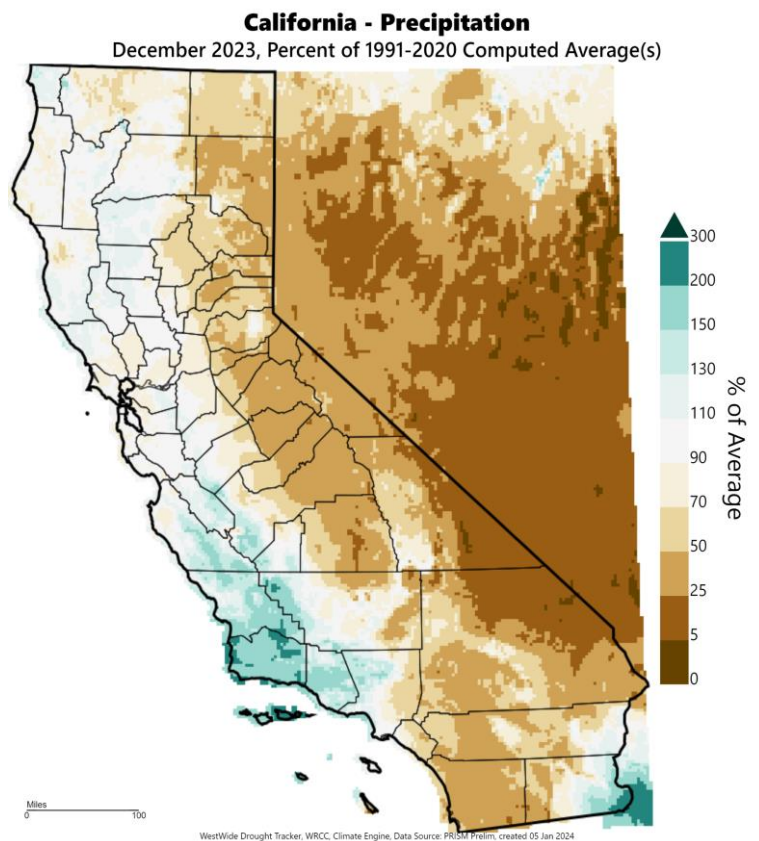 California - Precipitation
December 2023, Percent of 1991-2020 Computed Average(s)
300
200
150
130
110
90
70
50
25
5
0
% of Average
Miles
0 100
WestWide Drought Tracker, WRCC, Climate Engine, Data Source: PRISM Prelim, created 05 Jan 2024